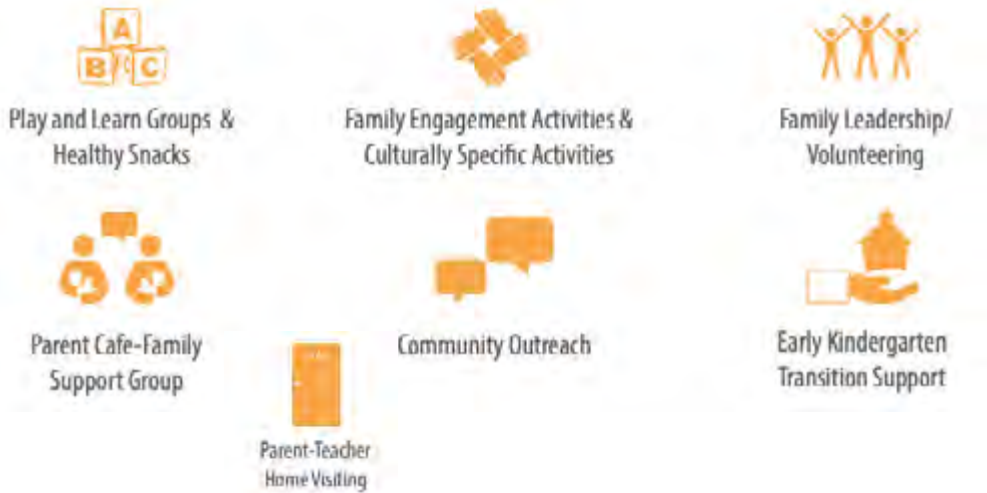 A
B C
Play and Learn Groups &
Healthy Snacks
Family Engagement Activities &
Culturally Specific Activities
Family Leadership/
Volunteering
Parent Cafe-Family
Support Group
Community Outreach
Early Kindergarten
Transition Support
Parent-Teacher
Home Visiting